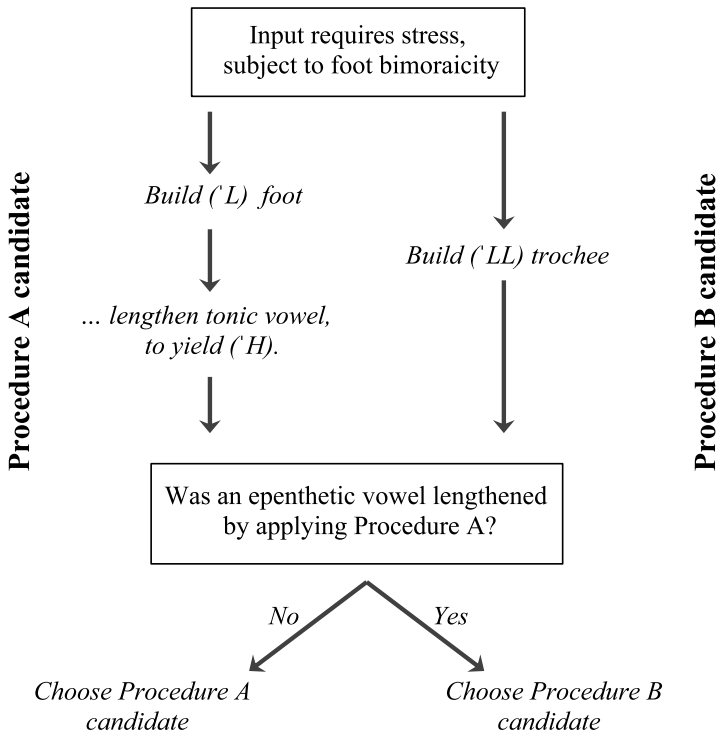 Input requires stress,
subject to foot bimoraicity
Procedure A candidate
Build (ˈL) foot
... lengthen tonic vowel,
to yield (ˈH).
Build (ˈLL) trochee
Procedure B candidate
Was an epenthetic vowel lengthened
by applying Procedure A?
No
Yes
Choose Procedure A
candidate
Choose Procedure B
candidate